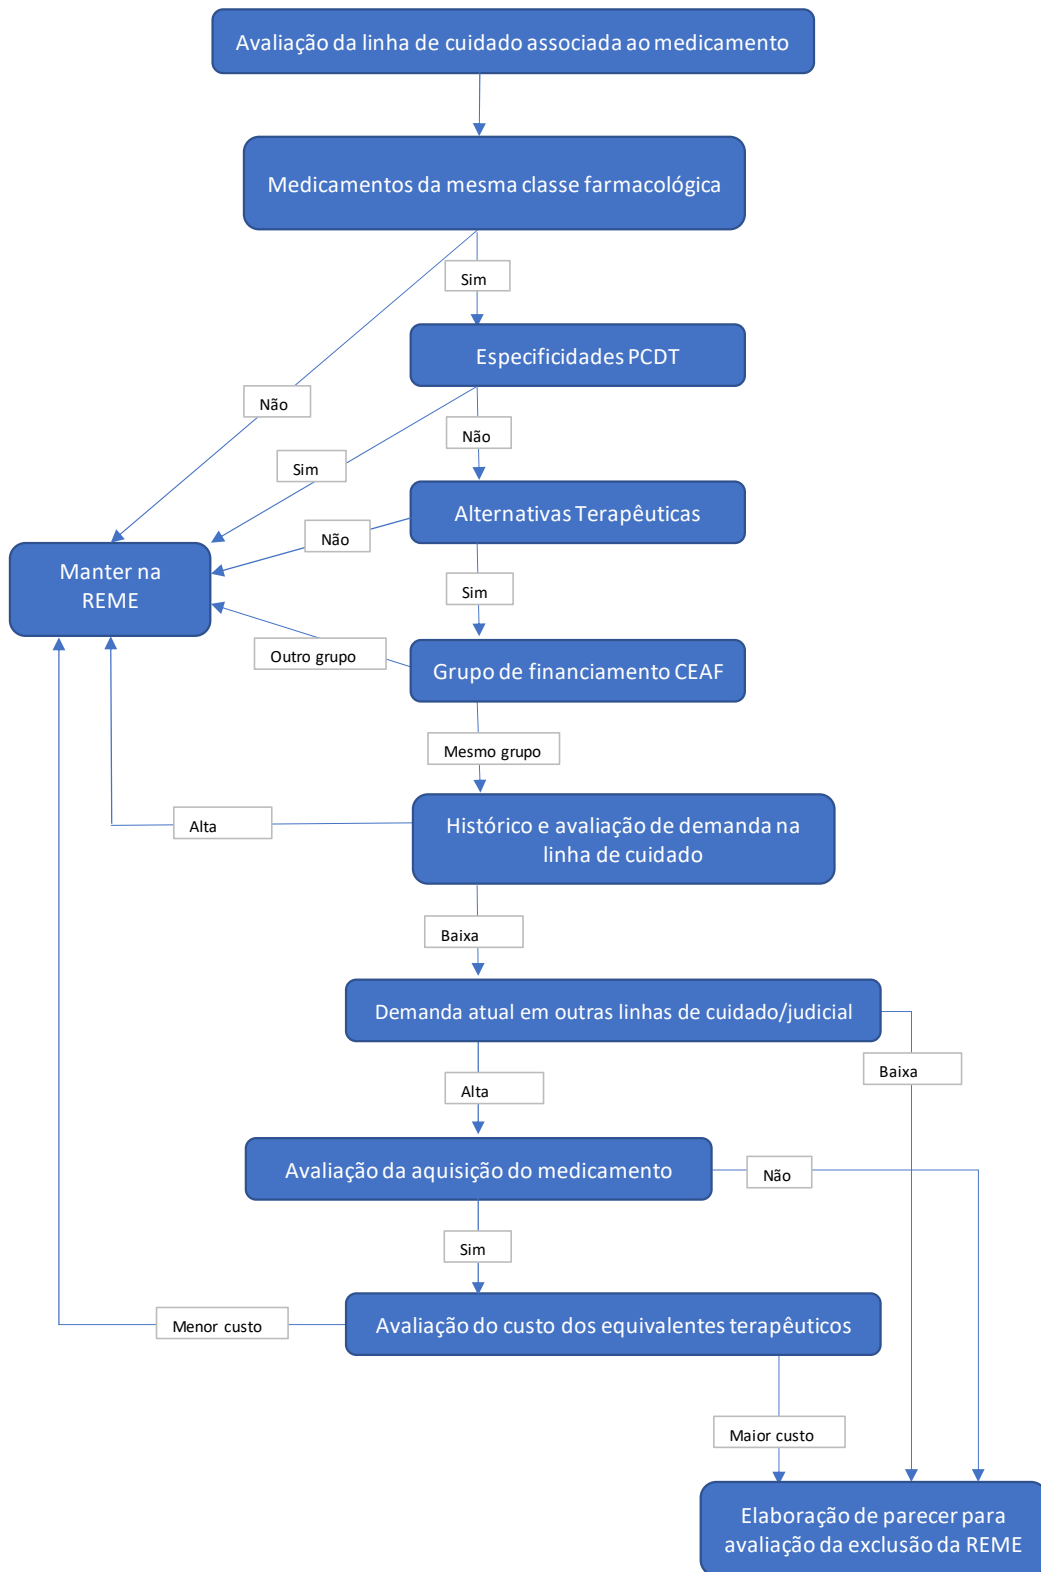 Avaliação da linha de cuidado associada ao medicamento
Medicamentos da mesma classe farmacológica
Sim
Especificidades PCDT
Não
Não
Sim
Alternativas Terapêuticas
Não
Manter na
REME
Sim
Outro grupo
Grupo de financiamento CEAF
Mesmo grupo
Histórico e avaliação de demanda na
linha de cuidado
Alta
Baixa
Demanda atual em outras linhas de cuidado/judicial
Baixa
Alta
Avaliação da aquisição do medicamento
Não
Sim
Avaliação do custo dos equivalentes terapêuticos
Menor custo
Maior custo
Elaboração de parecer para
avaliação da exclusão da REME